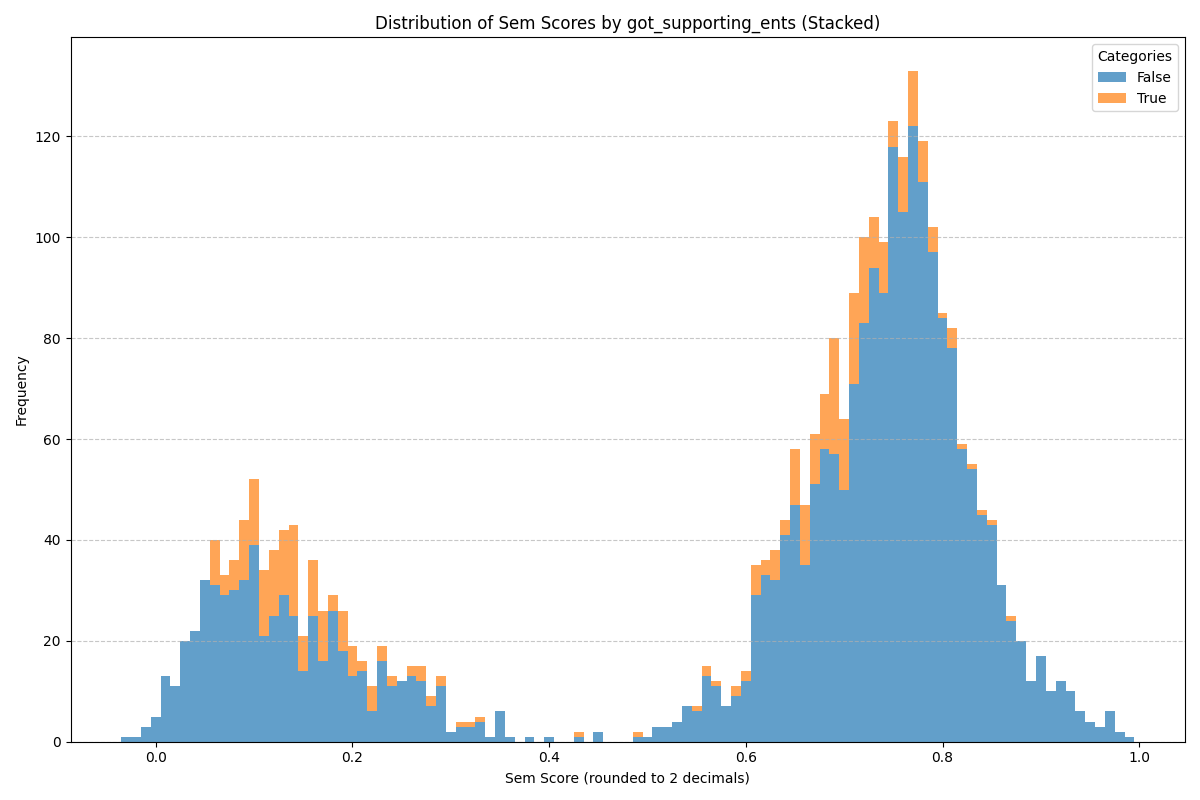 Distribution of Sem Scores by got_supporting_ents (Stacked)
Categories
False
True
120
100
80
60
40
20
0
Frequency
0.0 0.2 0.4 0.6 0.8 1.0
Sem Score (rounded to 2 decimals)